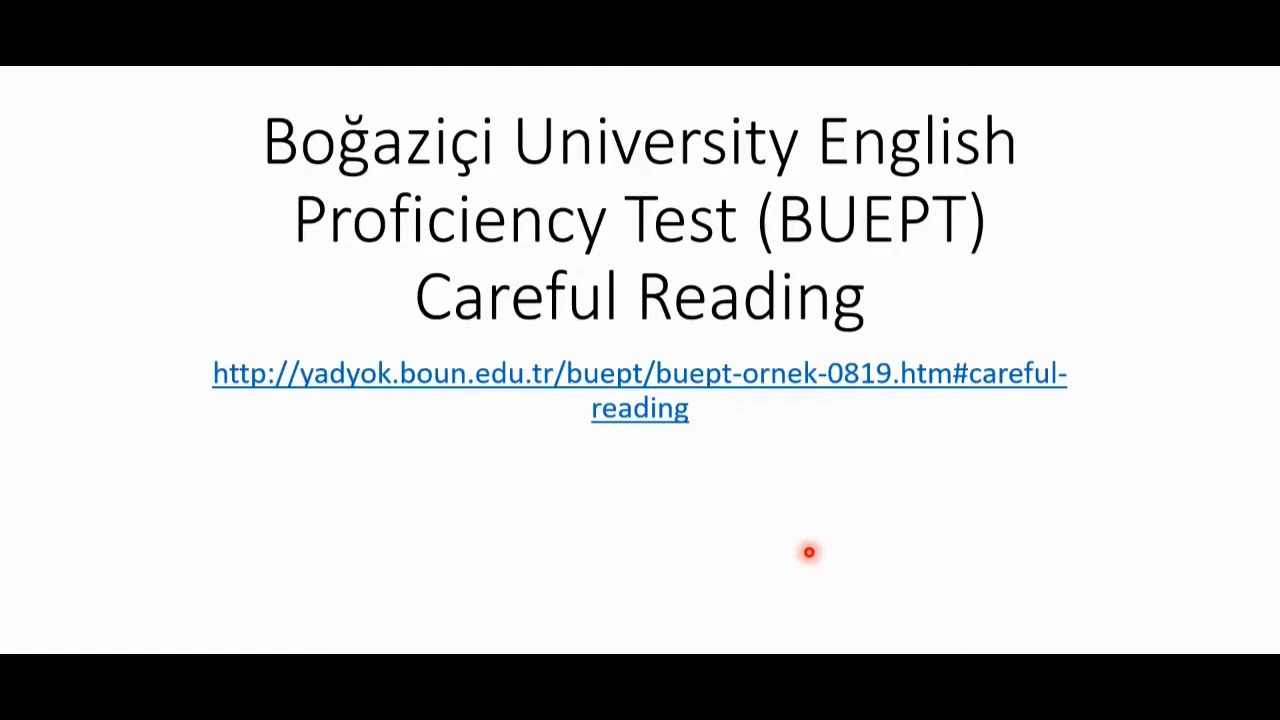 Boğaziçi University English
Proficiency Test (BUEPT)
Careful Reading
http://yadyok.boun.edu.tr/buept/buept-ornek-0819.htm#careful-
reading